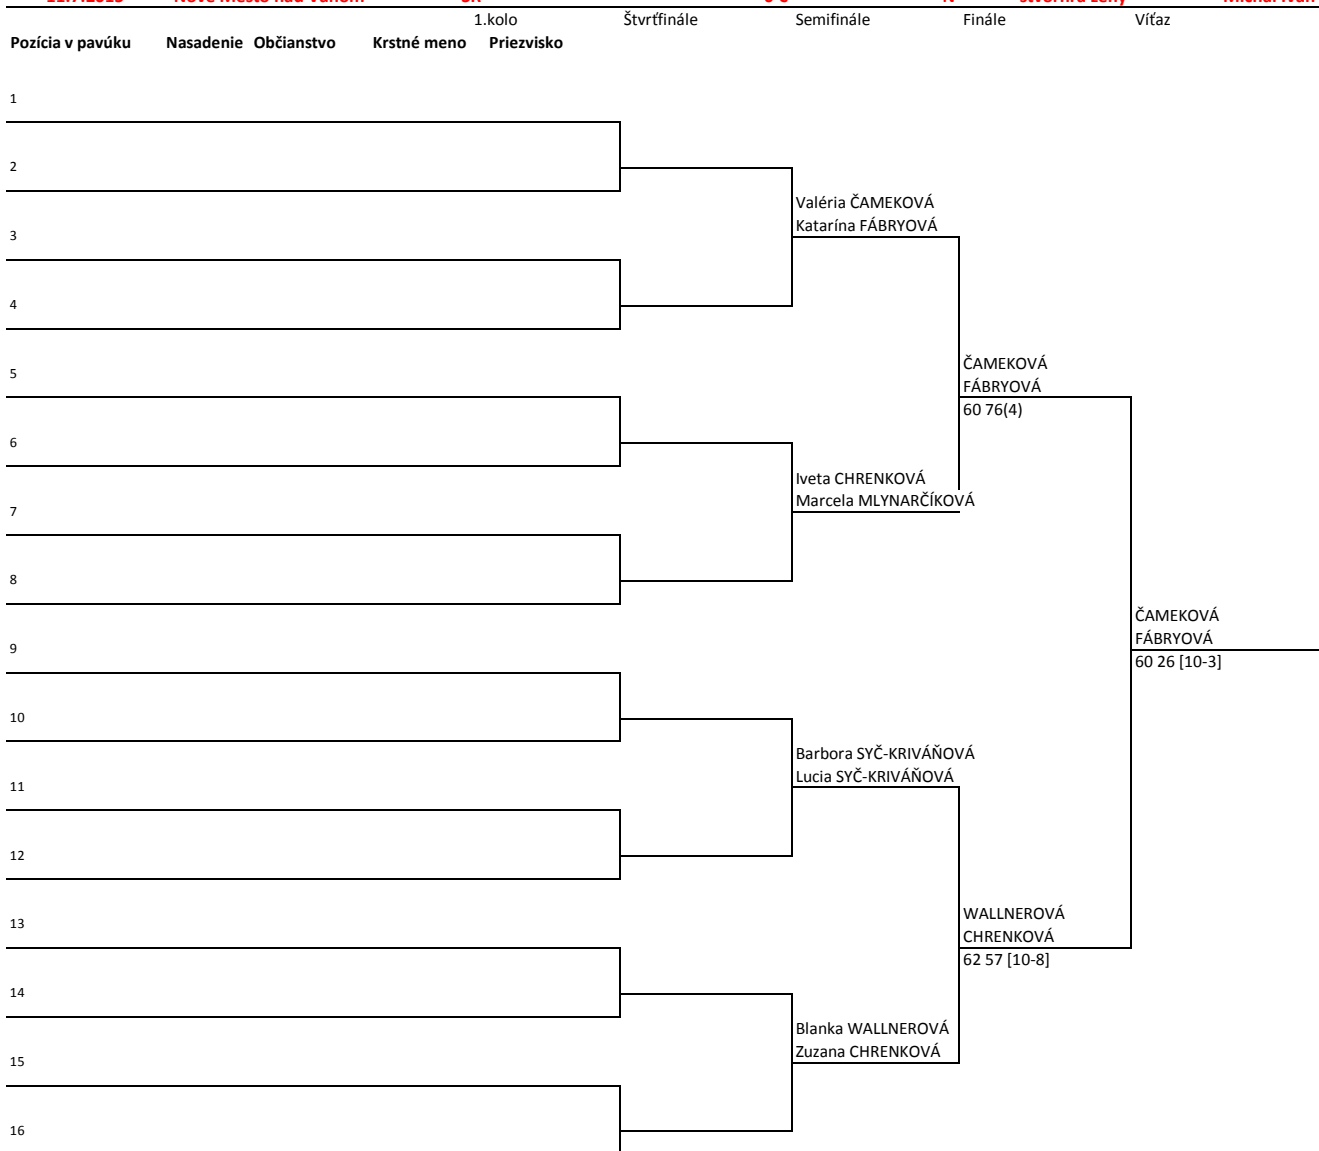 1.kolo Štvrťfinále Semifinále Finále Víťaz
Pozícia v pavúku Nasadenie Občianstvo Krstné meno Priezvisko
1
2
Valéria ČAMEKOVÁ
Katarína FÁBRYOVÁ
3
4
5
ČAMEKOVÁ
FÁBRYOVÁ
60 76(4)
6
Iveta CHRENKOVÁ
Marcela MLYNARČÍKOVÁ
7
8
ČAMEKOVÁ
FÁBRYOVÁ
60 26 [10-3]
9
10
Barbora SYČ-KRIVÁŇOVÁ
Lucia SYČ-KRIVÁŇOVÁ
11
12
13
WALLNEROVÁ
CHRENKOVÁ
62 57 [10-8]
14
Blanka WALLNEROVÁ
Zuzana CHRENKOVÁ
15
16